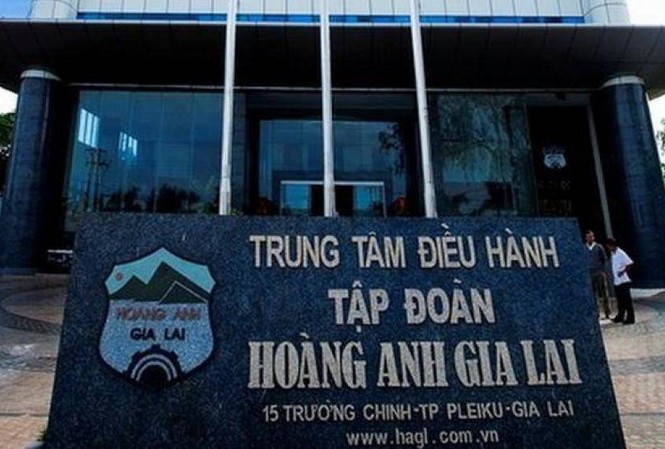 HOÀNG ANH
GIA LAI
TRUNG TÂM ĐIỀU HÀNH
TẬP ĐOÀN
HOÀNG ANH GIA LAI
15 TRƯỜNG CHINH-TP PLEIKU-GIA LAI
www.hagl.com.vn